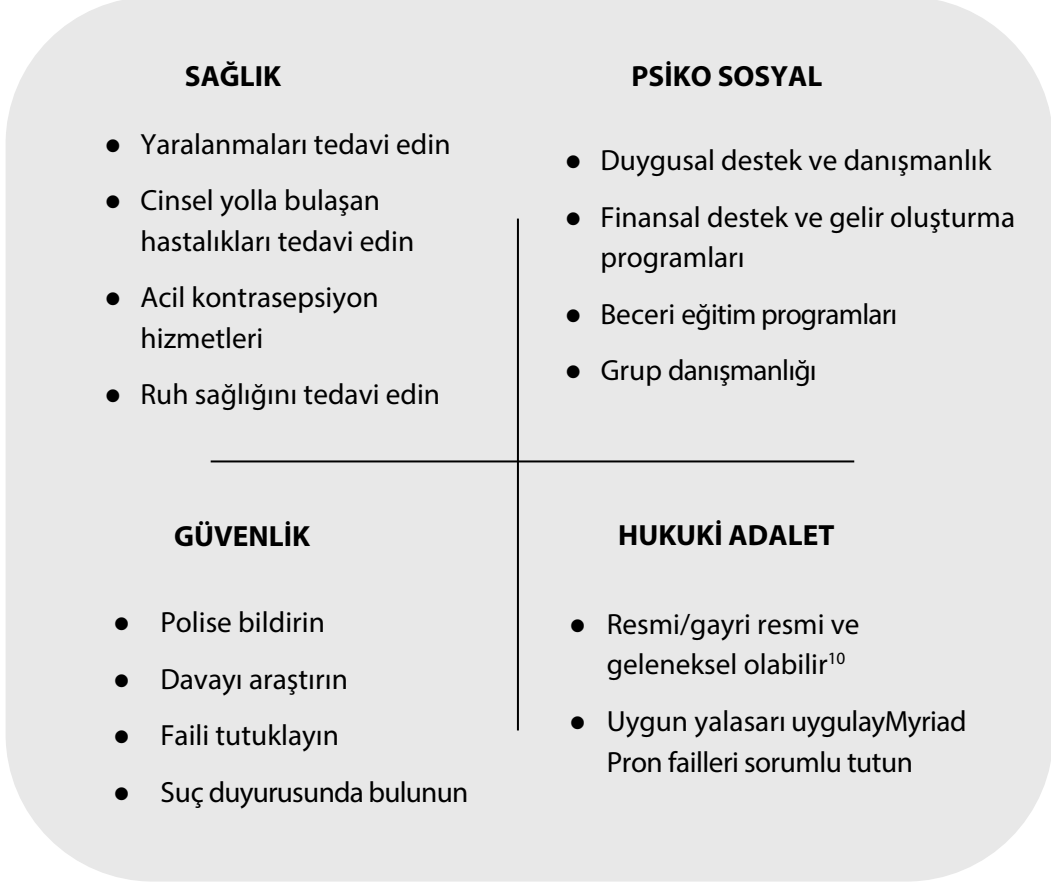 SAĞLIK
● Yaralanmaları tedavi edin
● Cinsel yolla bulaşan
hastalıkları tedavi edin
● Acil kontrasepsiyon
hizmetleri
● Ruh sağlığını tedavi edin
PSİKO SOSYAL
● Duygusal destek ve danışmanlık
● Finansal destek ve gelir oluşturma
programları
● Beceri eğitim programları
● Grup danışmanlığı
GÜVENLİK
● Polise bildirin
● Davayı araştırın
● Faili tutuklayın
● Suç duyurusunda bulunun
HUKUKİ ADALET
● Resmi/gayri resmi ve
geleneksel olabilir¹⁰
● Uygun yalasarı uygulayMyriad
Pron failleri sorumlu tutun